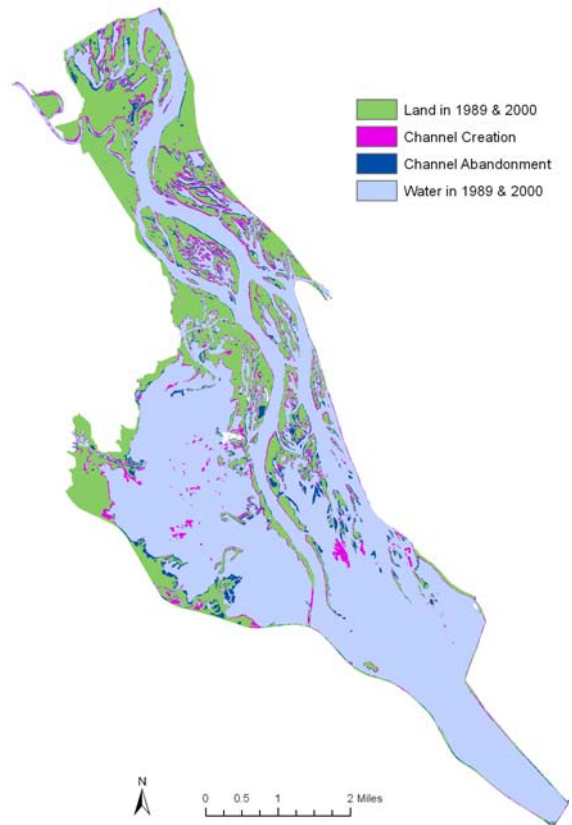 Land in 1989 & 2000
Channel Creation
Channel Abandonment
Water in 1989 & 2000
N
0 0.5 1 2 Miles